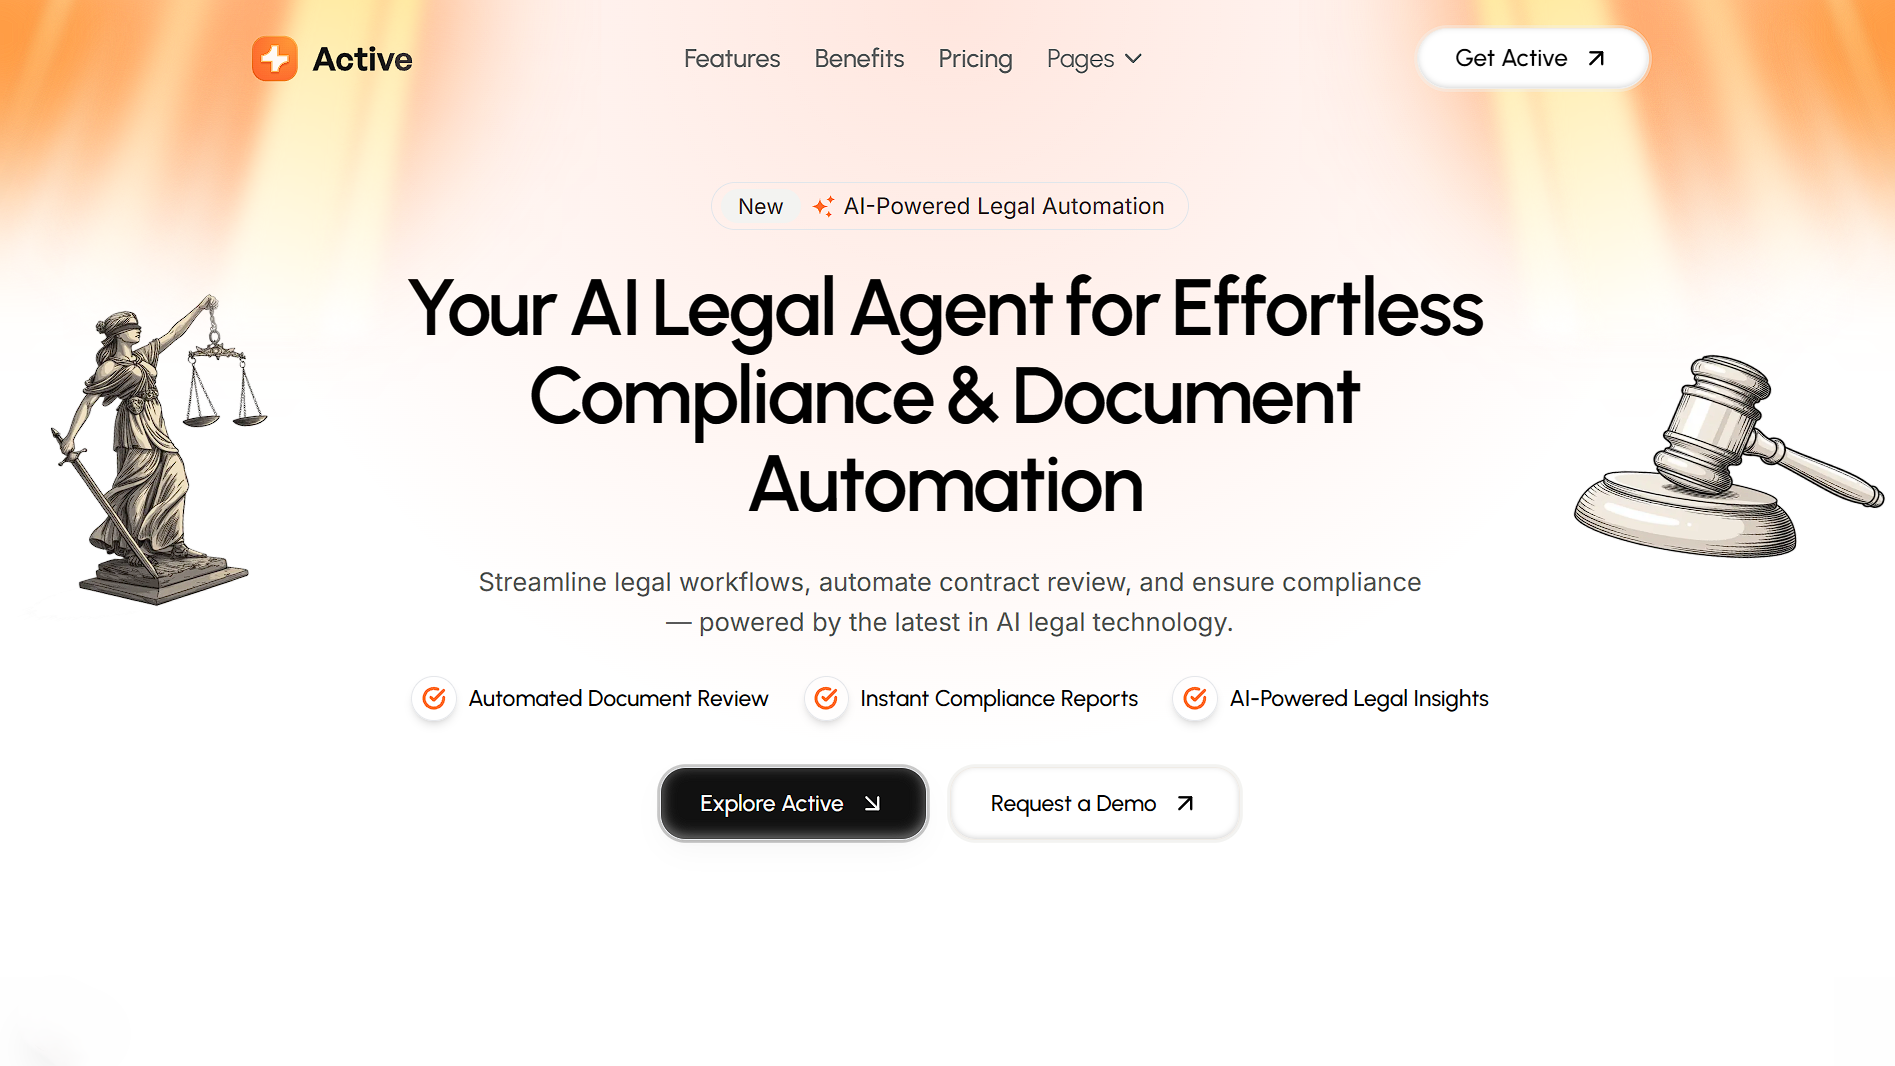 Active
Features
Benefits
Pricing
Pages
Get Active
New
AI-Powered Legal Automation
Your AI Legal Agent for Effortless
Compliance & Document
Automation
Streamline legal workflows, automate contract review, and ensure compliance
— powered by the latest in AI legal technology.
Automated Document Review
Instant Compliance Reports
AI-Powered Legal Insights
Explore Active
Request a Demo